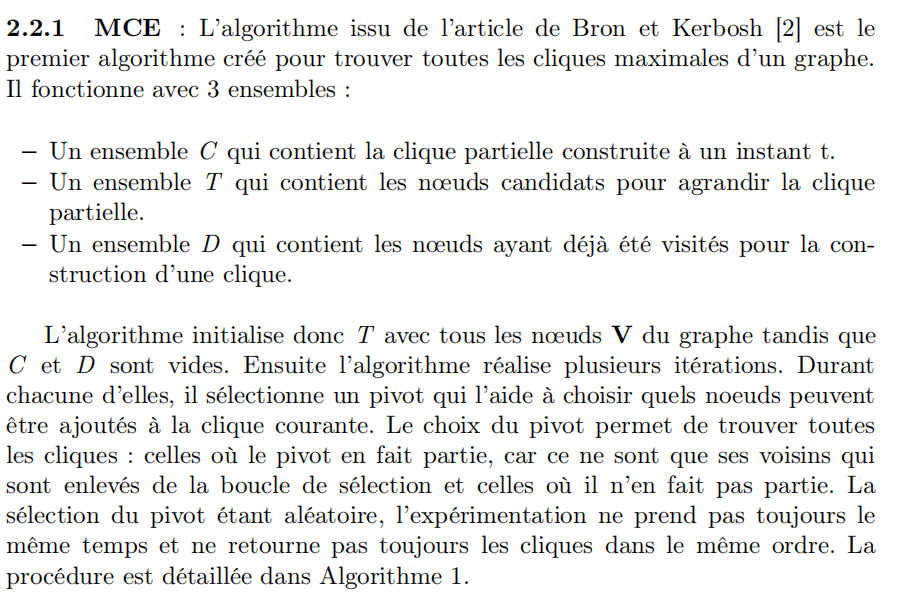 2.2.1 MCE : L'algorithme issu de l'article de Bron et Kerbosh [2] est le
premier algorithme créé pour trouver toutes les cliques maximales d'un graphe.
Il fonctionne avec 3 ensembles :
– Un ensemble C qui contient la clique partielle construite à un instant t.
– Un ensemble T qui contient les nœuds candidats pour agrandir la clique
partielle.
– Un ensemble D qui contient les nœuds ayant déjà été visités pour la con-
struction d'une clique.
L'algorithme initialise donc T avec tous les nœuds V du graphe tandis que
C et D sont vides. Ensuite l'algorithme réalise plusieurs itérations. Durant
chacune d'elles, il sélectionne un pivot qui l'aide à choisir quels noeuds peuvent
être ajoutés à la clique courante. Le choix du pivot permet de trouver toutes
les cliques : celles où le pivot en fait partie, car ce ne sont que ses voisins qui
sont enlevés de la boucle de sélection et celles où il n'en fait pas partie. La
sélection du pivot étant aléatoire, l'expérimentation ne prend pas toujours le
même temps et ne retourne pas toujours les cliques dans le même ordre. La
procédure est détaillée dans Algorithme 1.